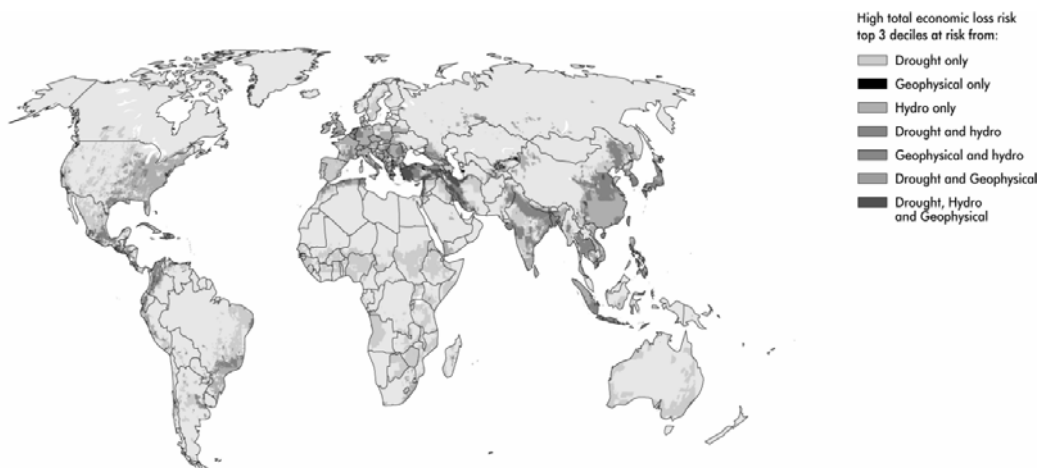 High total economic loss risk
top 3 deciles at risk from:
Drought only
Geophysical only
Hydro only
Drought and hydro
Geophysical and hydro
Drought and Geophysical
Drought, Hydro
and Geophysical